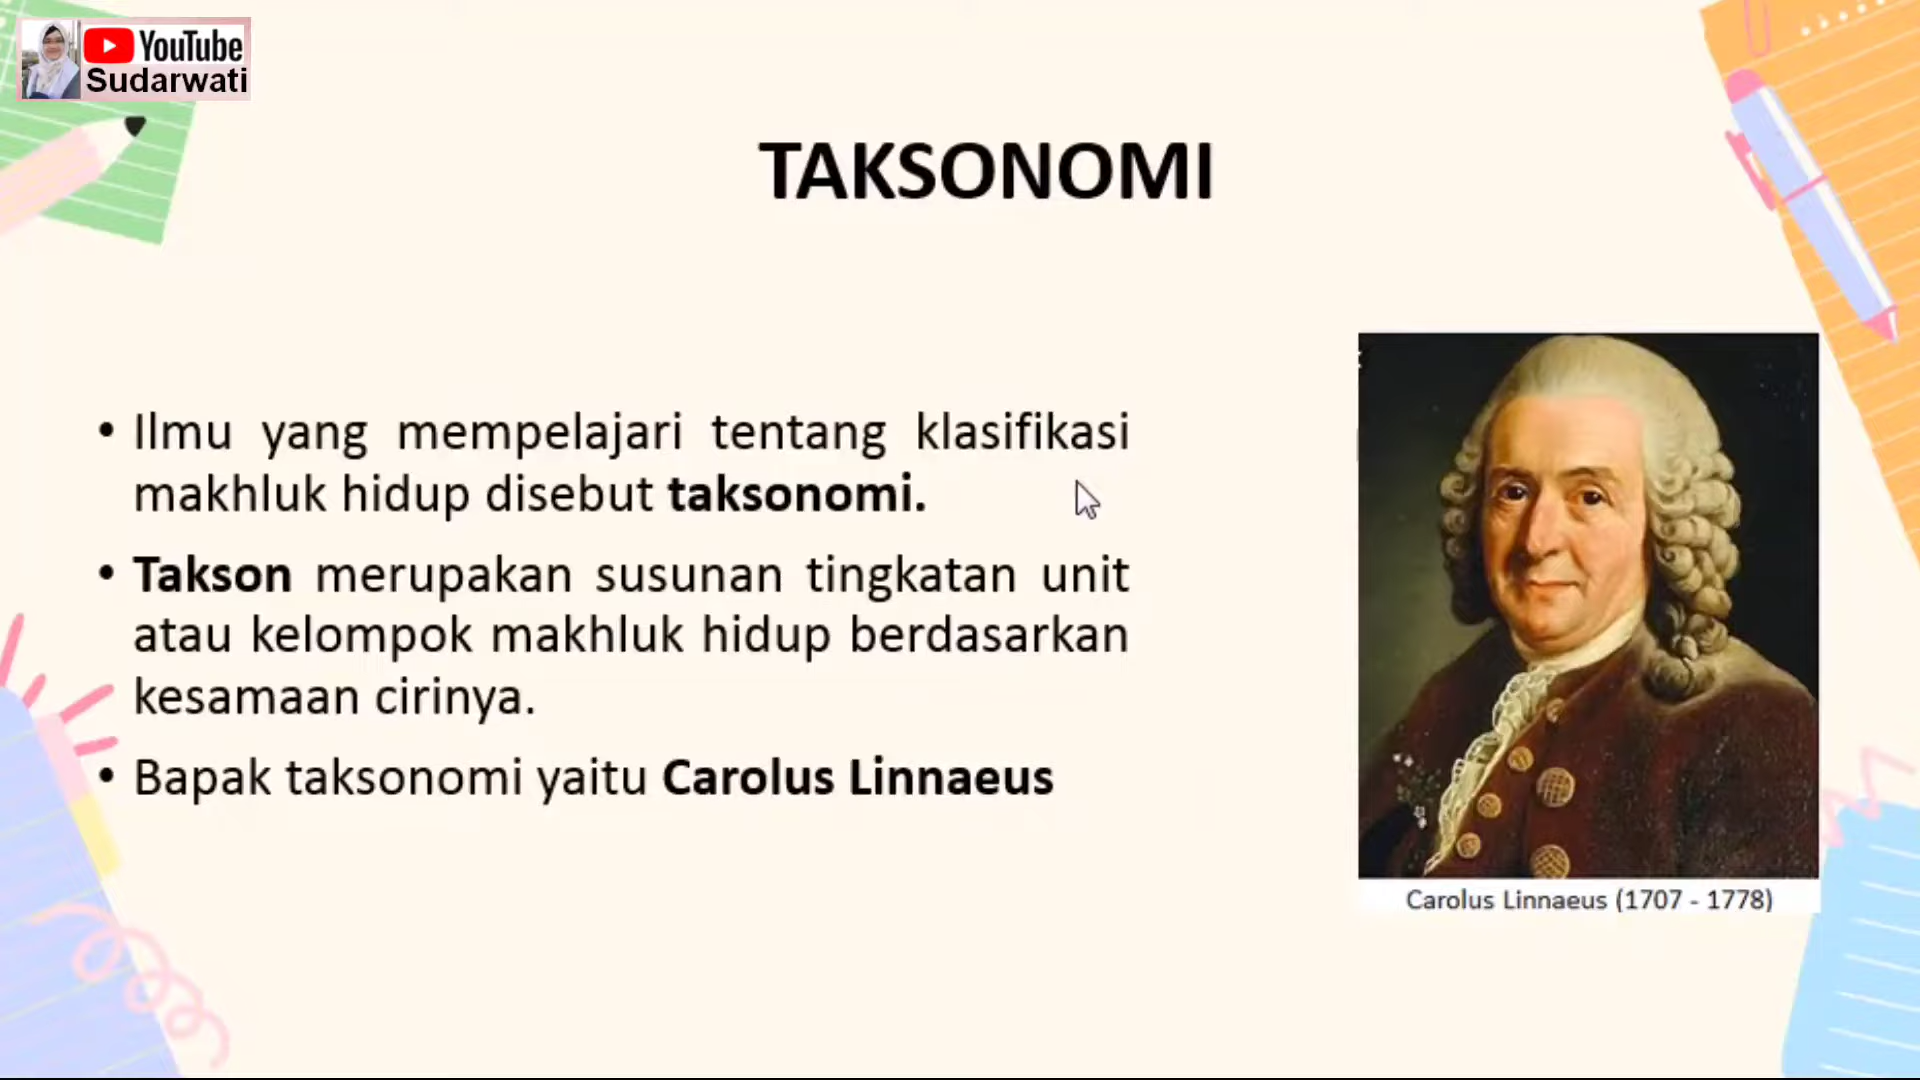 YouTube
Sudarwati
TAKSONOMI
• Ilmu yang mempelajari tentang klasifikasi
makhluk hidup disebut taksonomi.
• Takson merupakan susunan tingkatan unit
atau kelompok makhluk hidup berdasarkan
kesamaan cirinya.
• Bapak taksonomi yaitu Carolus Linnaeus
Carolus Linnaeus (1707 - 1778)